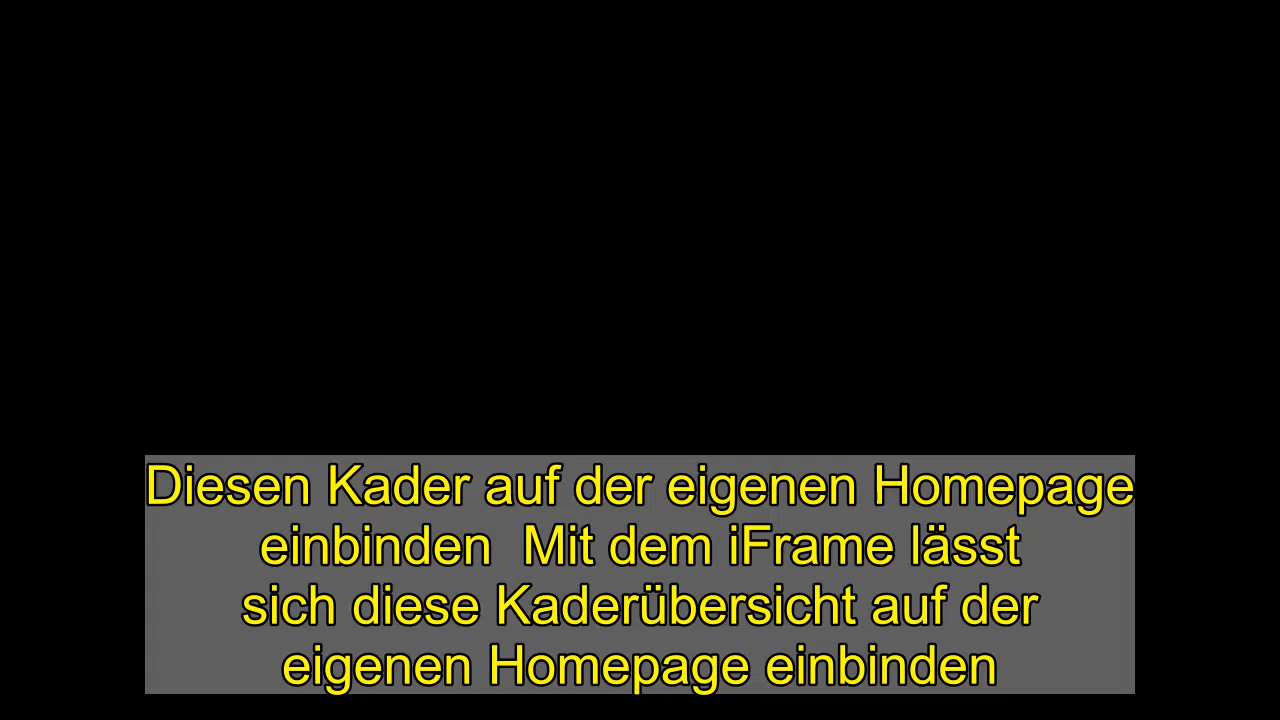 Diesen Kader auf der eigenen Homepage
einbinden  Mit dem iFrame lässt
sich diese Kaderübersicht auf der
eigenen Homepage einbinden